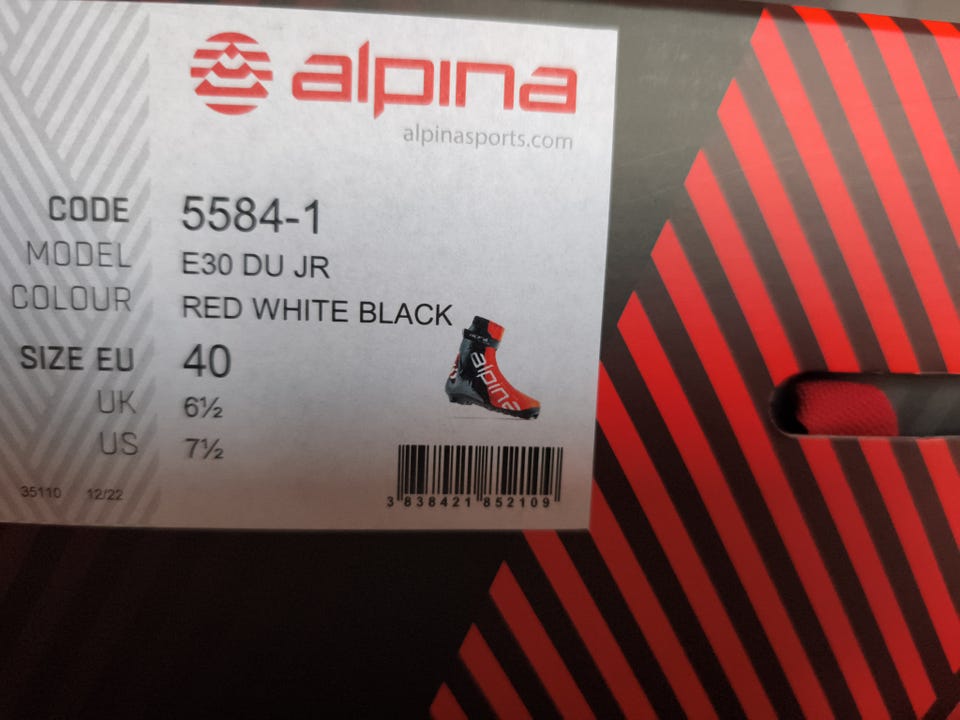 alpina
alpinasports.com
CODE 5584-1
MODEL E30 DU JR
COLOUR RED WHITE BLACK
SIZE EU 40
UK 6½
US 7½
alpina
35110 12/22
3 838421 852109